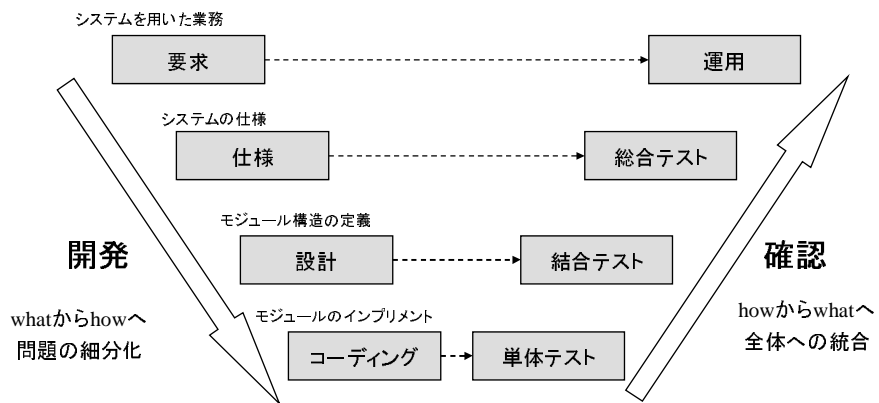 システムを用いた業務
要求
運用
システムの仕様
仕様
総合テスト
モジュール構造の定義
開発
設計
結合テスト
確認
whatからhowへ
問題の細分化
モジュールのインプリメント
コーディング
単体テスト
howからwhatへ
全体への統合